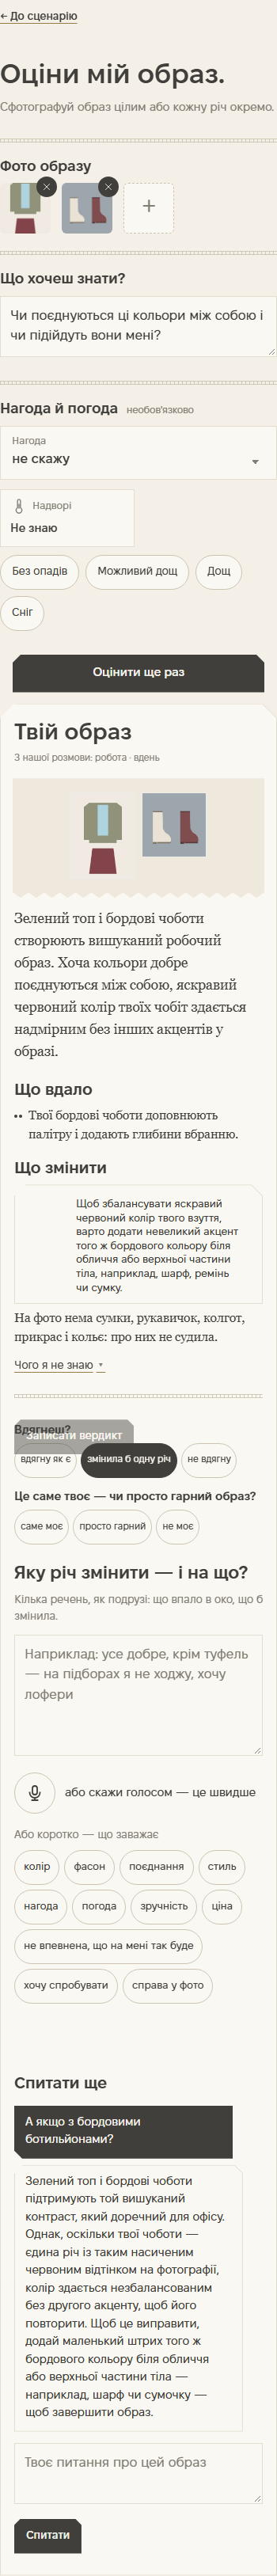 ← До сценарію
Оціни мій образ.
Сфотографуй образ цілим або кожну річ окремо.
Фото образу
Що хочеш знати?
Чи поєднуються ці кольори між собою і
чи підійдуть вони мені?
Нагода й погода необов'язково
Нагода
не скажу
Надворі
Не знаю
Без опадів
Можливий дощ
Дощ
Сніг
Оцінити ще раз
Твій образ
З нашої розмови: робота · вдень
Зелений топ і бордові чоботи
створюють вишуканий робочий
образ. Хоча кольори добре
поєднуються між собою, яскравий
червоний колір твоїх чобіт здається
надмірним без інших акцентів у
образі.
Що вдало
Твої бордові чоботи доповнюють
палітру і додають глибини вбранню.
Що змінити
Щоб збалансувати яскравий
червоний колір твого взуття,
варто додати невеликий акцент
того ж бордового кольору біля
обличчя або верхньої частини
тіла, наприклад, шарф, ремінь
чи сумку.
На фото нема сумки, рукавичок, колгот,
прикрас і кольє: про них не судила.
Чого я не знаю
Вдягнеш?
Записати вердикт
вдягну як є
змінила б одну річ
не вдягну
Це саме твоє — чи просто гарний образ?
саме моє
просто гарний
не моє
Яку річ змінити — і на що?
Кілька речень, як подрузі: що впало в око, що б
змінила.
Наприклад: усе добре, крім туфель
— на підборах я не ходжу, хочу
лофери
або скажи голосом — це швидше
Або коротко — що заважає
колір
фасон
поєднання
стиль
нагода
погода
зручність
ціна
не впевнена, що на мені так буде
хочу спробувати
справа у фото
Спитати ще
А якщо з бордовими
ботильйонами?
Зелений топ і бордові чоботи
підтримують той вишуканий
контраст, який доречний для офісу.
Однак, оскільки твої чоботи —
єдина річ із таким насиченим
червоним відтінком на фотографії,
колір здається незбалансованим
без другого акценту, щоб його
повторити. Щоб це виправити,
додай маленький штрих того ж
бордового кольору біля обличчя
або верхньої частини тіла —
наприклад, шарф чи сумочку —
щоб завершити образ.
Твоє питання про цей образ
Спитати